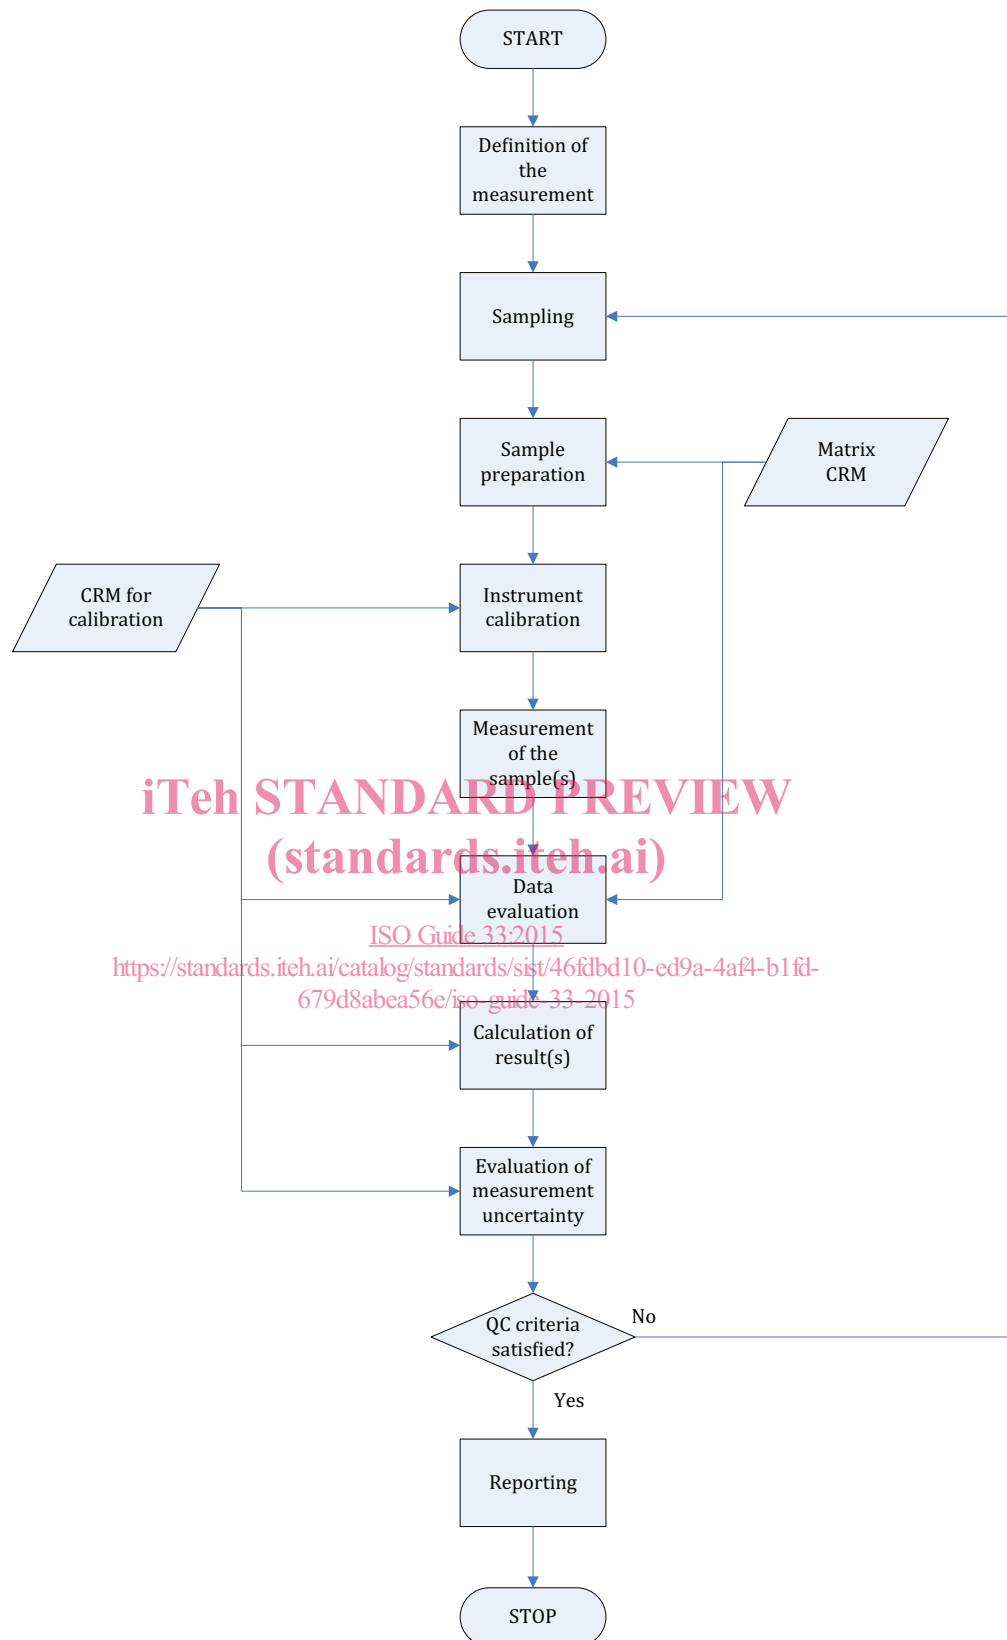 START
Definition of
the
measurement
Sampling
Sample
preparation
Matrix
CRM
CRM for
calibration
Instrument
calibration
Measurement
of the
sample(s)
iTeh STANDARD PREVIEW
(standards.iteh.ai)
Data
evaluation
ISO Guide 33:2015
https://standards.iteh.ai/catalog/standards/sist/46fdbd10-ed9a-4af4-b1fd-
679d8abea56e/iso-guide-33-2015
Calculation of
result(s)
Evaluation of
measurement
uncertainty
QC criteria
satisfied?
No
Yes
Reporting
STOP